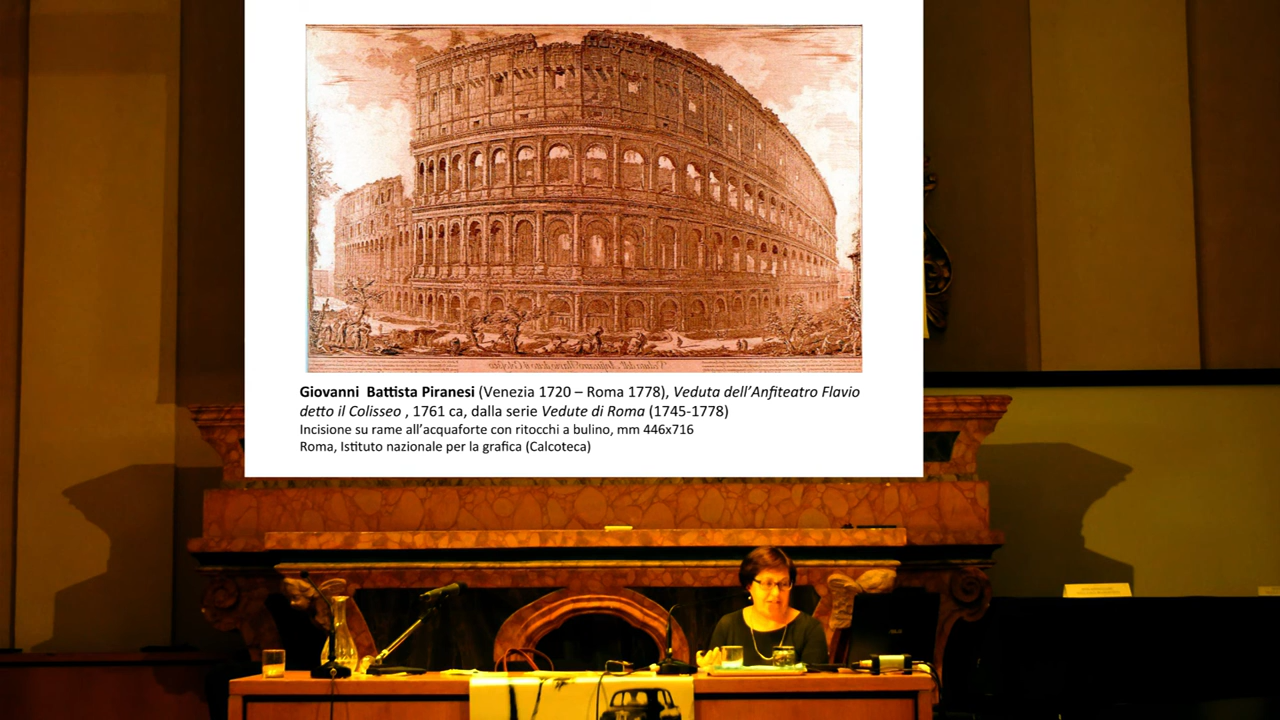 Giovanni Battista Piranesi (Venezia 1720 – Roma 1778), Veduta dell’Anfiteatro Flavio
detto il Colisseo , 1761 ca, dalla serie Vedute di Roma (1745-1778)
Incisione su rame all’acquaforte con ritocchi a bulino, mm 446x716
Roma, Istituto nazionale per la grafica (Calcoteca)